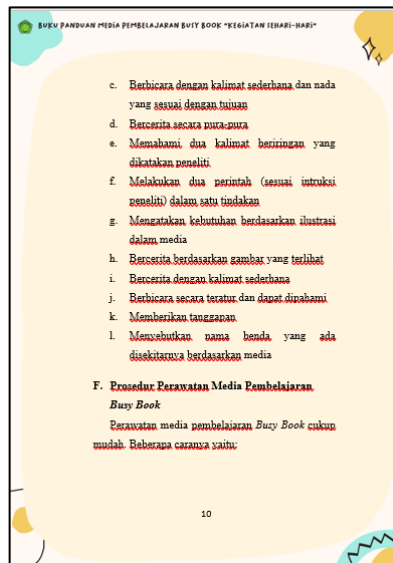 BUKU PANDUAN MEDIA PEMBELAJARAN BUSY BOOK "KEGIATAN SEHARI-HARI"
c. Berbicara dengan kalimat sederhana dan nada
yang sesuai dengan tujuan
d. Bercerita secara pura-pura
e. Memahami dua kalimat beriringan yang
dikatakan peneliti
f. Melakukan dua perintah (sesuai intruksi
peneliti) dalam satu tindakan
g. Mengatakan kebutuhan berdasarkan ilustrasi
dalam media
h. Bercerita berdasarkan gambar yang terlihat
i. Bercerita dengan kalimat sederhana
j. Berbicara secara teratur dan dapat dipahami
k. Memberikan tanggapan
l. Menyebutkan nama benda yang ada
disekitarnya berdasarkan media
F. Prosedur Perawatan Media Pembelajaran
Busy Book
Perawatan media pembelajaran Busy Book cukup
mudah. Beberapa caranya yaitu:
10